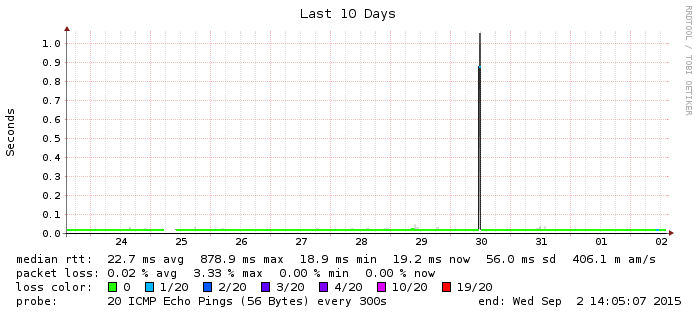 Last 10 Days
RRDTOOL / TOBI OETIKER
Seconds
1.0
0.9
0.8
0.7
0.6
0.5
0.4
0.3
0.2
0.1
0.0
24 25 26 27 28 29 30 31 01 02
median rtt: 22.7 ms avg 878.9 ms max 18.9 ms min 19.2 ms now 56.0 ms sd 406.1 m am/s
packet loss: 0.02 % avg 3.33 % max 0.00 % min 0.00 % now
loss color: 0 1/20 2/20 3/20 4/20 10/20 19/20
probe: 20 ICMP Echo Pings (56 Bytes) every 300s end: Wed Sep 2 14:05:07 2015